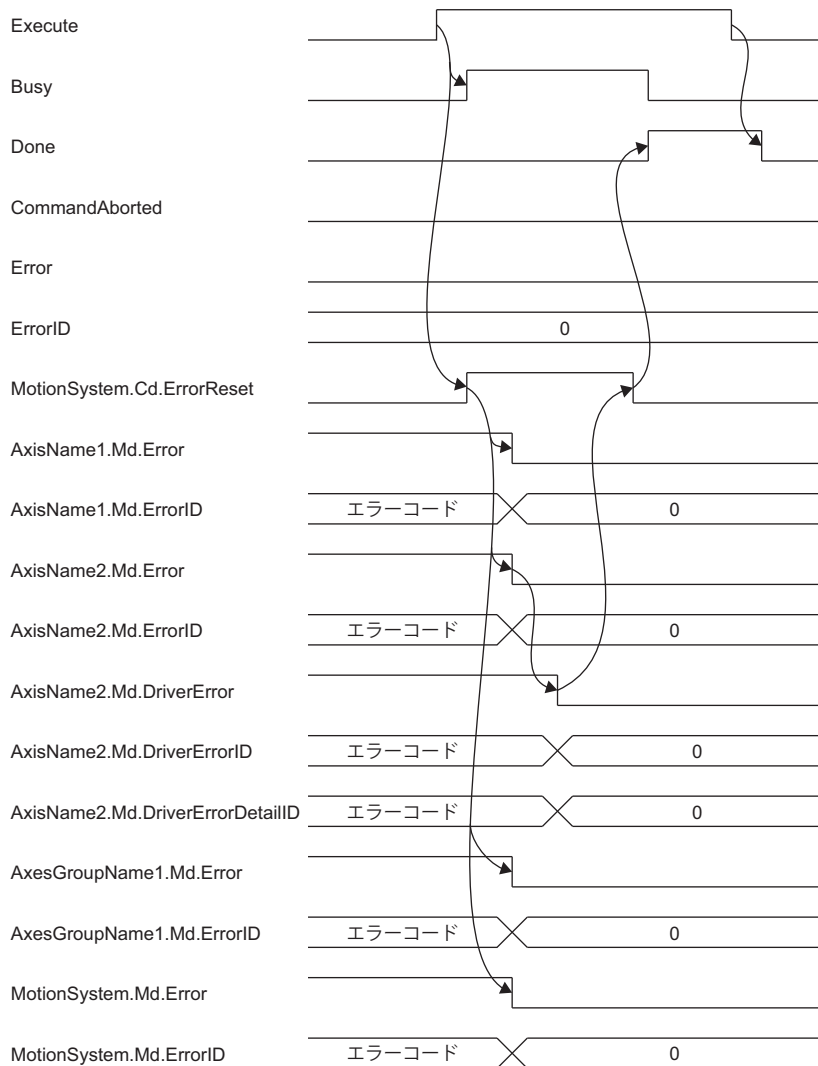 Execute
Busy
Done
CommandAborted
Error
ErrorID 0
MotionSystem.Cd.ErrorReset
AxisName1.Md.Error
AxisName1.Md.ErrorID エラーコード 0
AxisName2.Md.Error
AxisName2.Md.ErrorID エラーコード 0
AxisName2.Md.DriverError
AxisName2.Md.DriverErrorID エラーコード 0
AxisName2.Md.DriverErrorDetailID エラーコード 0
AxesGroupName1.Md.Error
AxesGroupName1.Md.ErrorID エラーコード 0
MotionSystem.Md.Error
MotionSystem.Md.ErrorID エラーコード 0